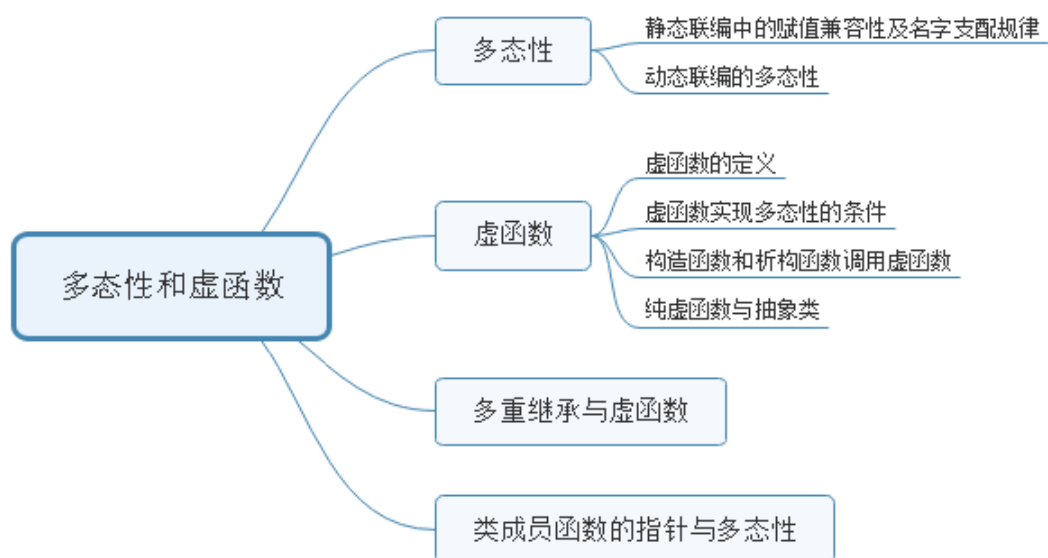 多态性和虚函数
多态性
静态联编中的赋值兼容性及名字支配规律
动态联编的多态性
虚函数
虚函数的定义
虚函数实现多态性的条件
构造函数和析构函数调用虚函数
纯虚函数与抽象类
多重继承与虚函数
类成员函数的指针与多态性